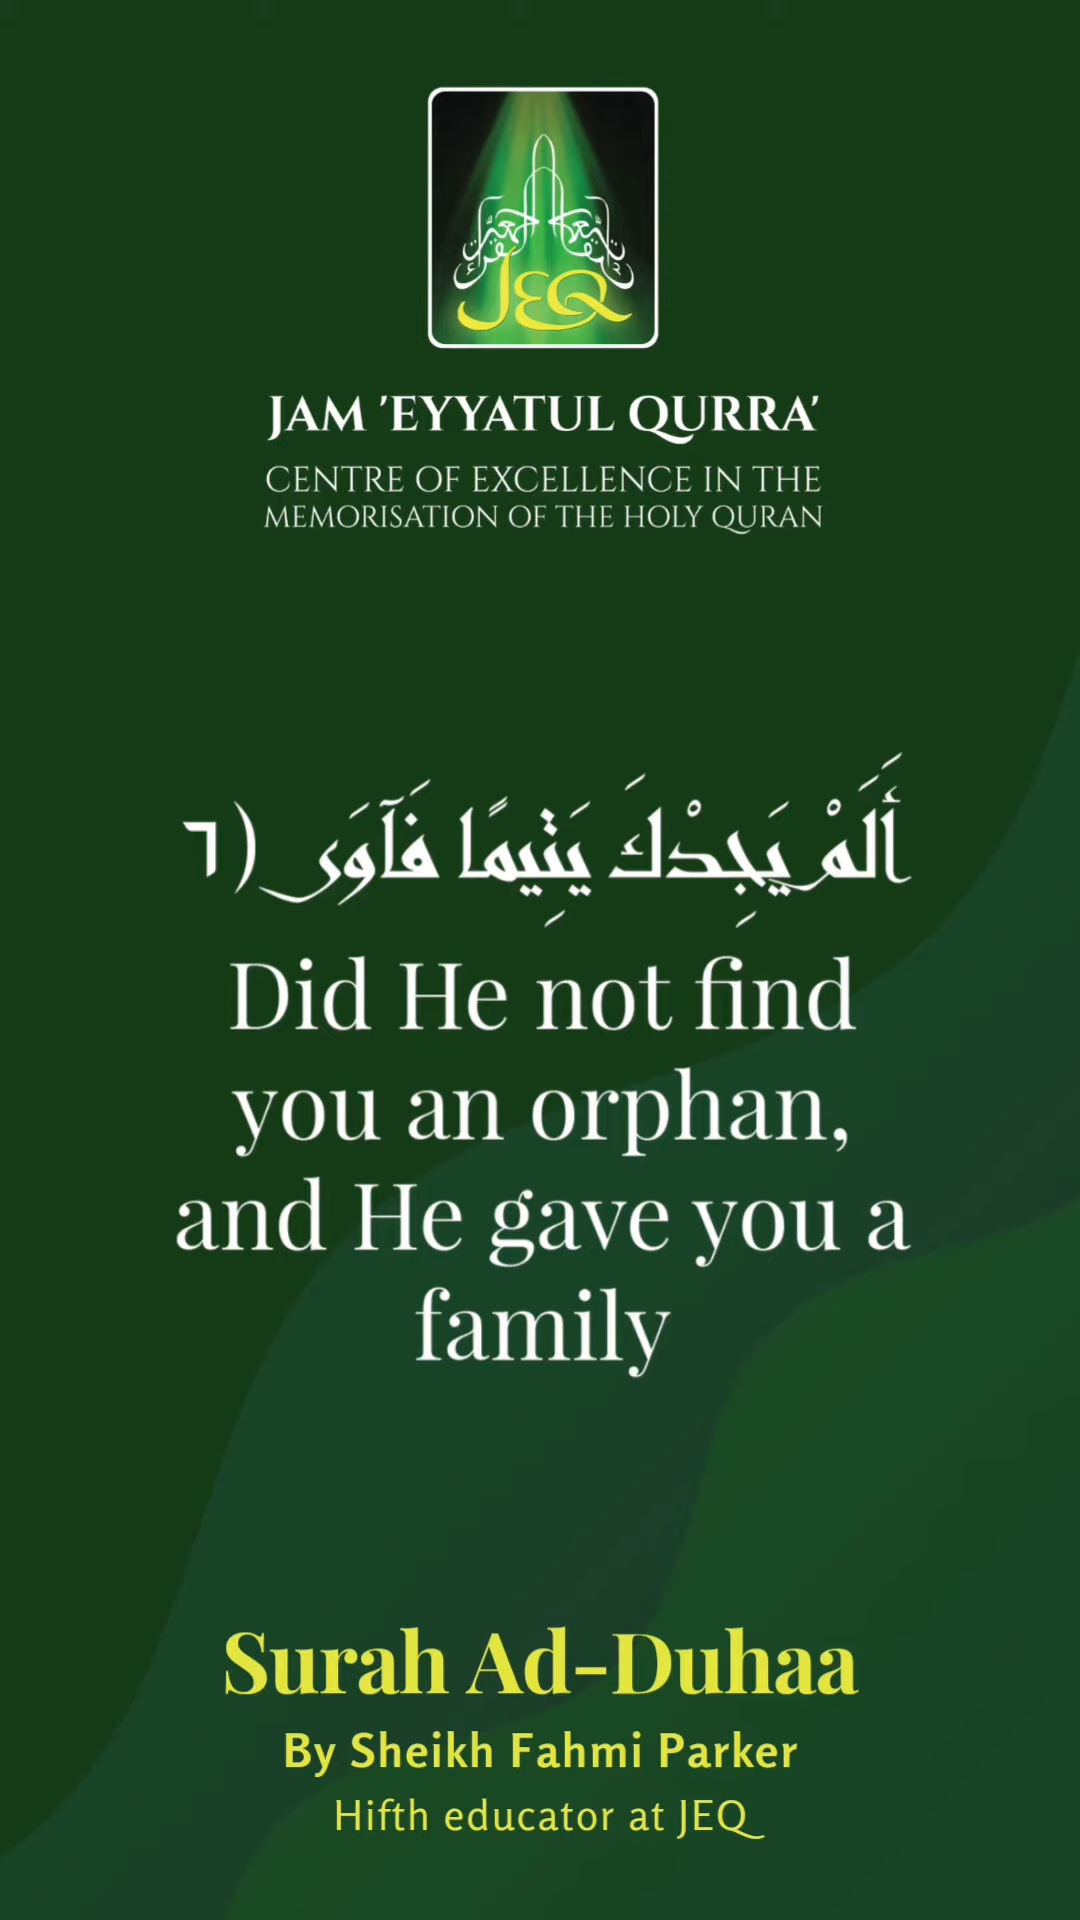 JEQ
JAM 'EYYATUL QURRA'
CENTRE OF EXCELLENCE IN THE
MEMORISATION OF THE HOLY QURAN
أَلَمْ يَجِدْكَ يَتِيمًا فَآوَىَ (٦
Did He not find
you an orphan,
and He gave you a
family
Surah Ad-Duhaa
By Sheikh Fahmi Parker
Hifth educator at JEQ